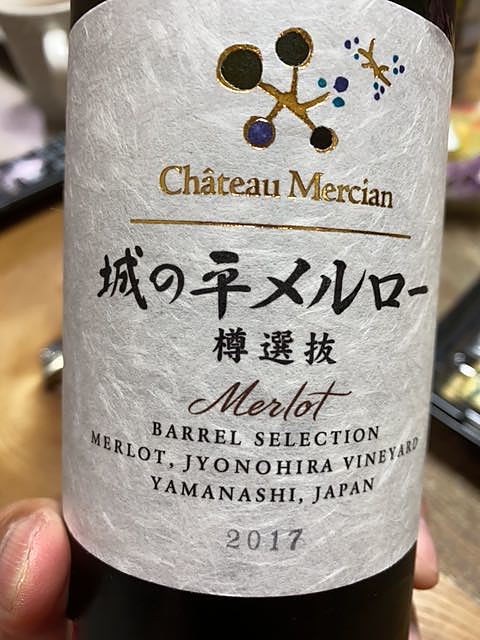 Château Mercian
城の平メルロー
樽選抜
Merlot
BARREL SELECTION
MERLOT, JYONOHIRA VINEYARD
YAMANASHI, JAPAN
2017